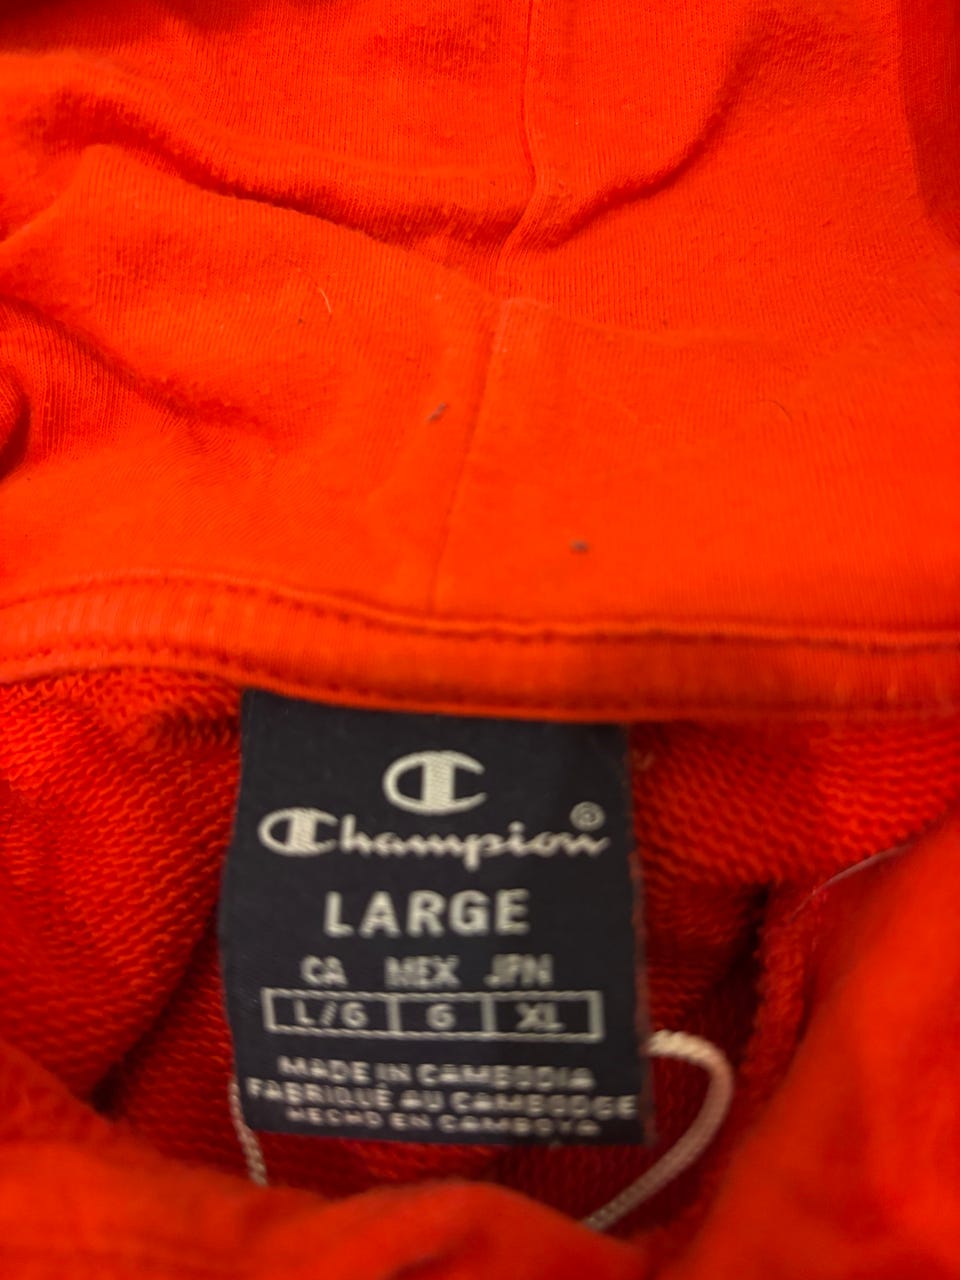 Champion®
LARGE
CA MEX JPN
L/G G XL
MADE IN CAMBODIA
FABRIQUÉ AU CAMBODGE
HECHO EN CAMBOYA